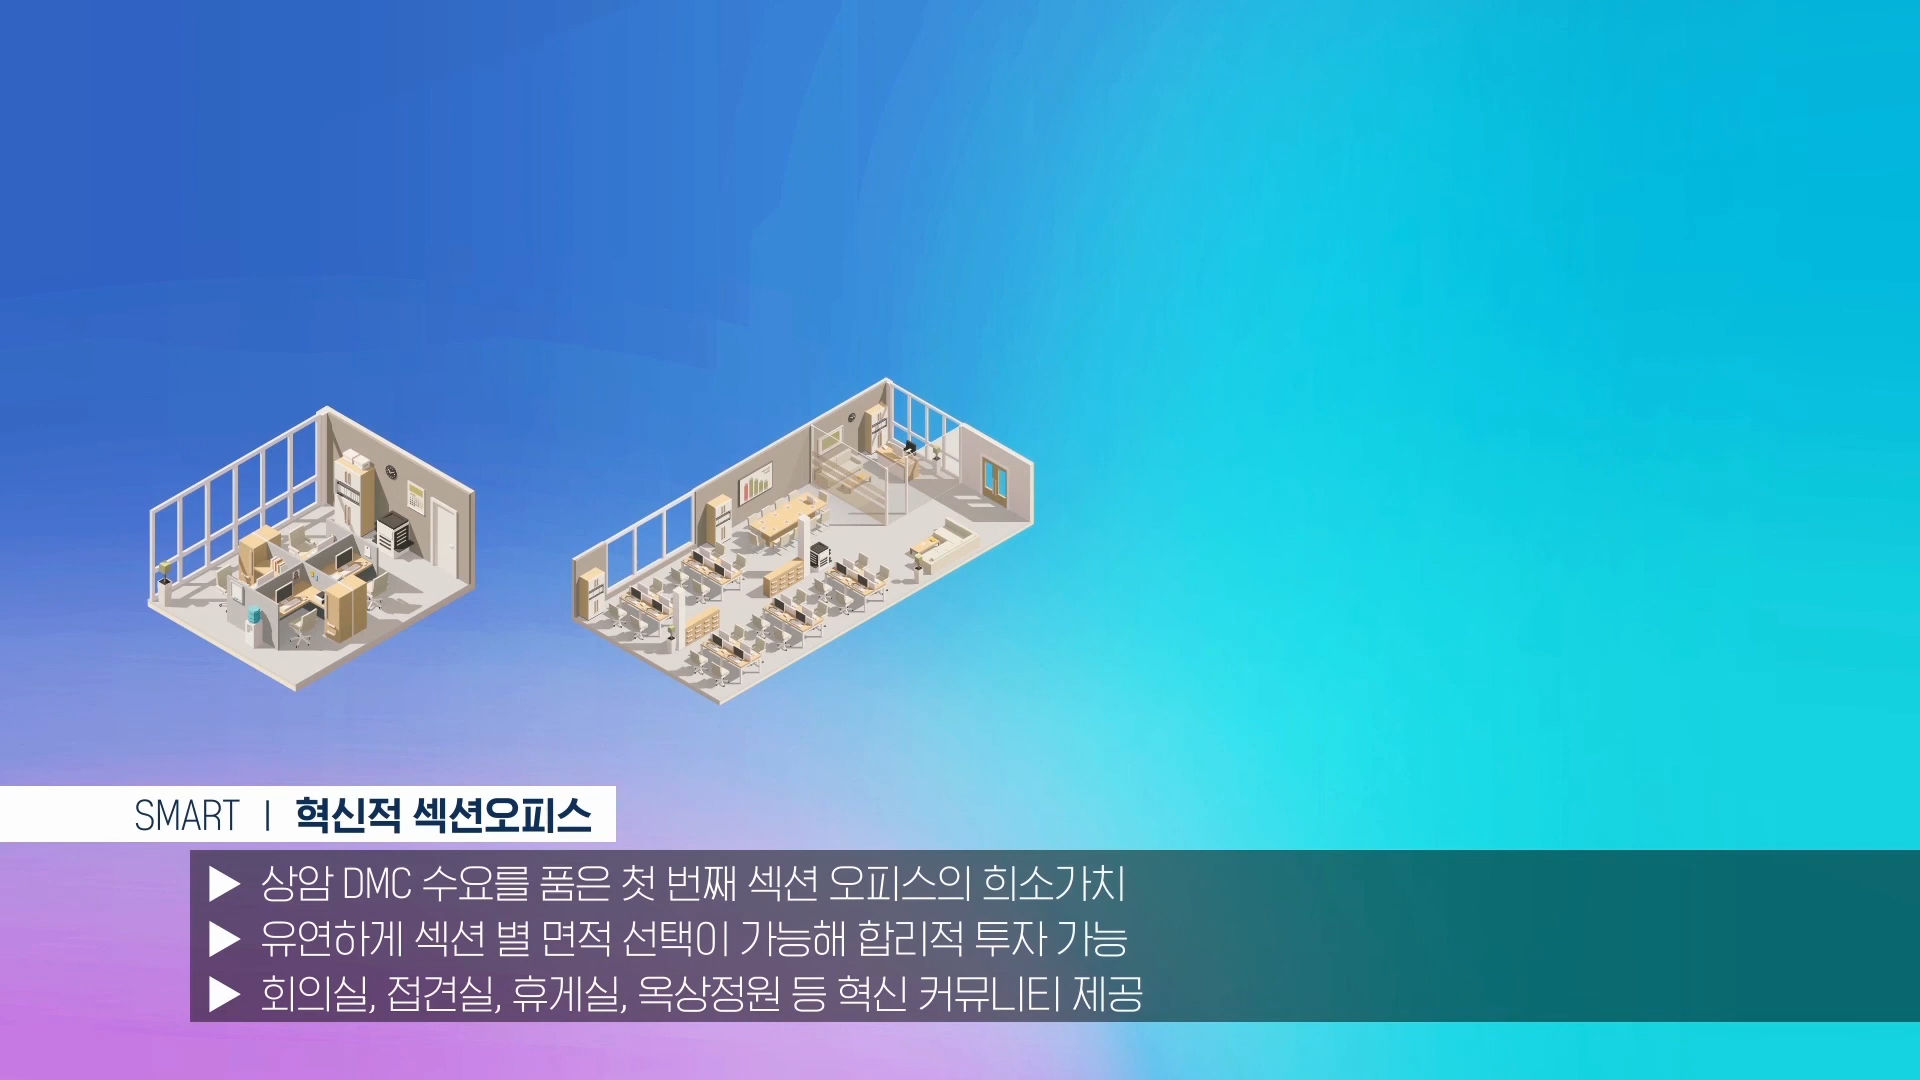 SMART | 혁신적 섹션오피스
▶ 상암 DMC 수요를 품은 첫 번째 섹션 오피스의 희소가치
▶ 유연하게 섹션 별 면적 선택이 가능해 합리적 투자 가능
▶ 회의실, 접견실, 휴게실, 옥상정원 등 혁신 커뮤니티 제공